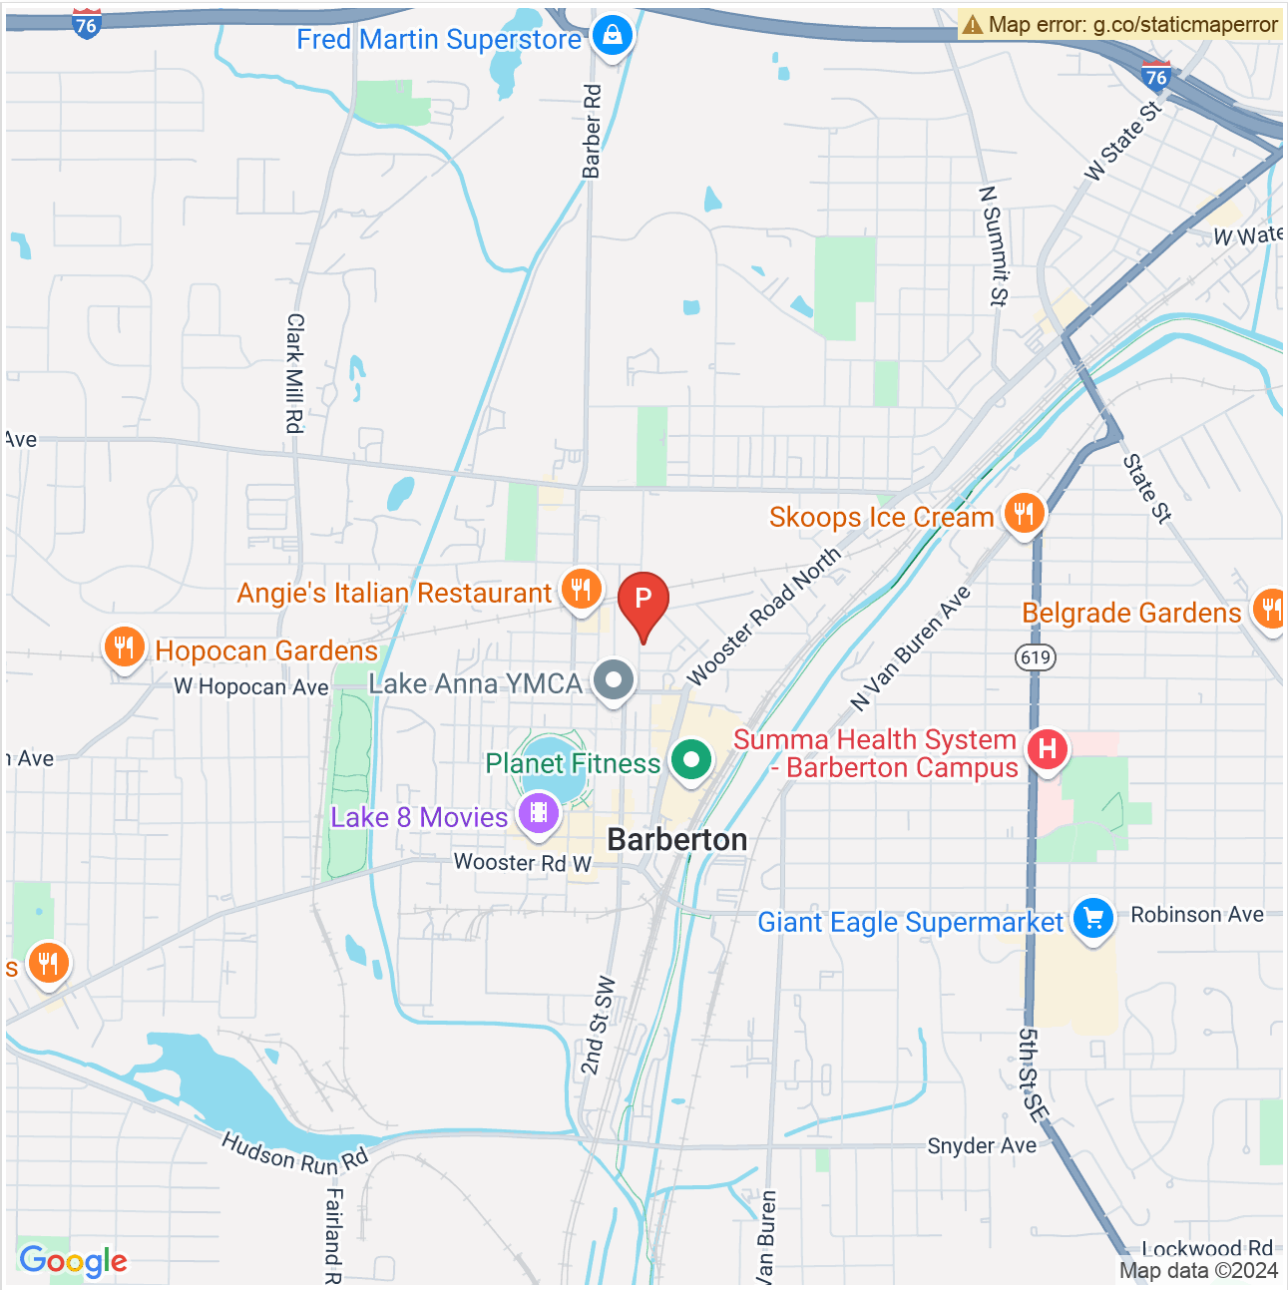 76
Fred Martin Superstore
Map error: g.co/staticmaperror
76
Barber Rd
W State St
N Summit St
W Wate
Clark Mill Rd
Ave
State St
Skoops Ice Cream
Angie's Italian Restaurant
P
Wooster Road North
N Van Buren Ave
Belgrade Gardens
Hopocan Gardens
619
W Hopocan Ave
Lake Anna YMCA
n Ave
Planet Fitness
Summa Health System
- Barberton Campus
H
Lake 8 Movies
Barberton
Wooster Rd W
Giant Eagle Supermarket
Robinson Ave
s
2nd St SW
5th St SE
Hudson Run Rd
Snyder Ave
Fairland R
Van Buren
Lockwood Rd
Google
Map data ©2024